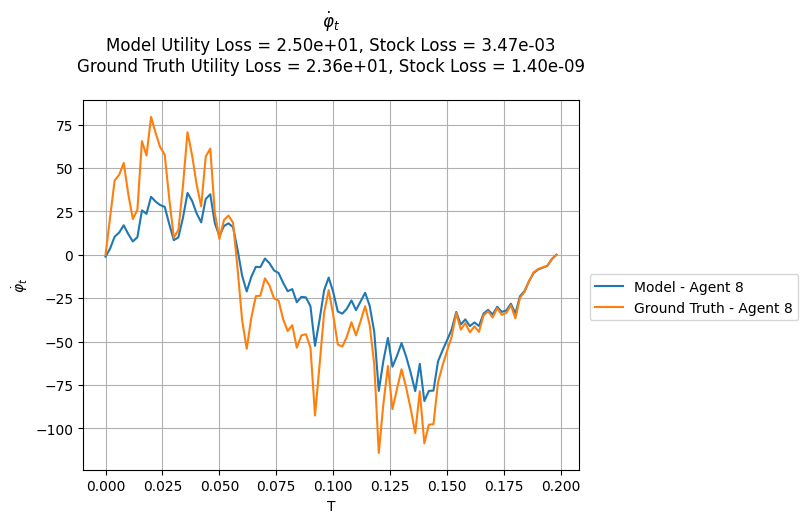 φ̇_t
Model Utility Loss = 2.50e+01, Stock Loss = 3.47e-03
Ground Truth Utility Loss = 2.36e+01, Stock Loss = 1.40e-09
75
50
25
0
−25
−50
−75
−100
φ̇_t
0.000 0.025 0.050 0.075 0.100 0.125 0.150 0.175 0.200
T
Model - Agent 8
Ground Truth - Agent 8